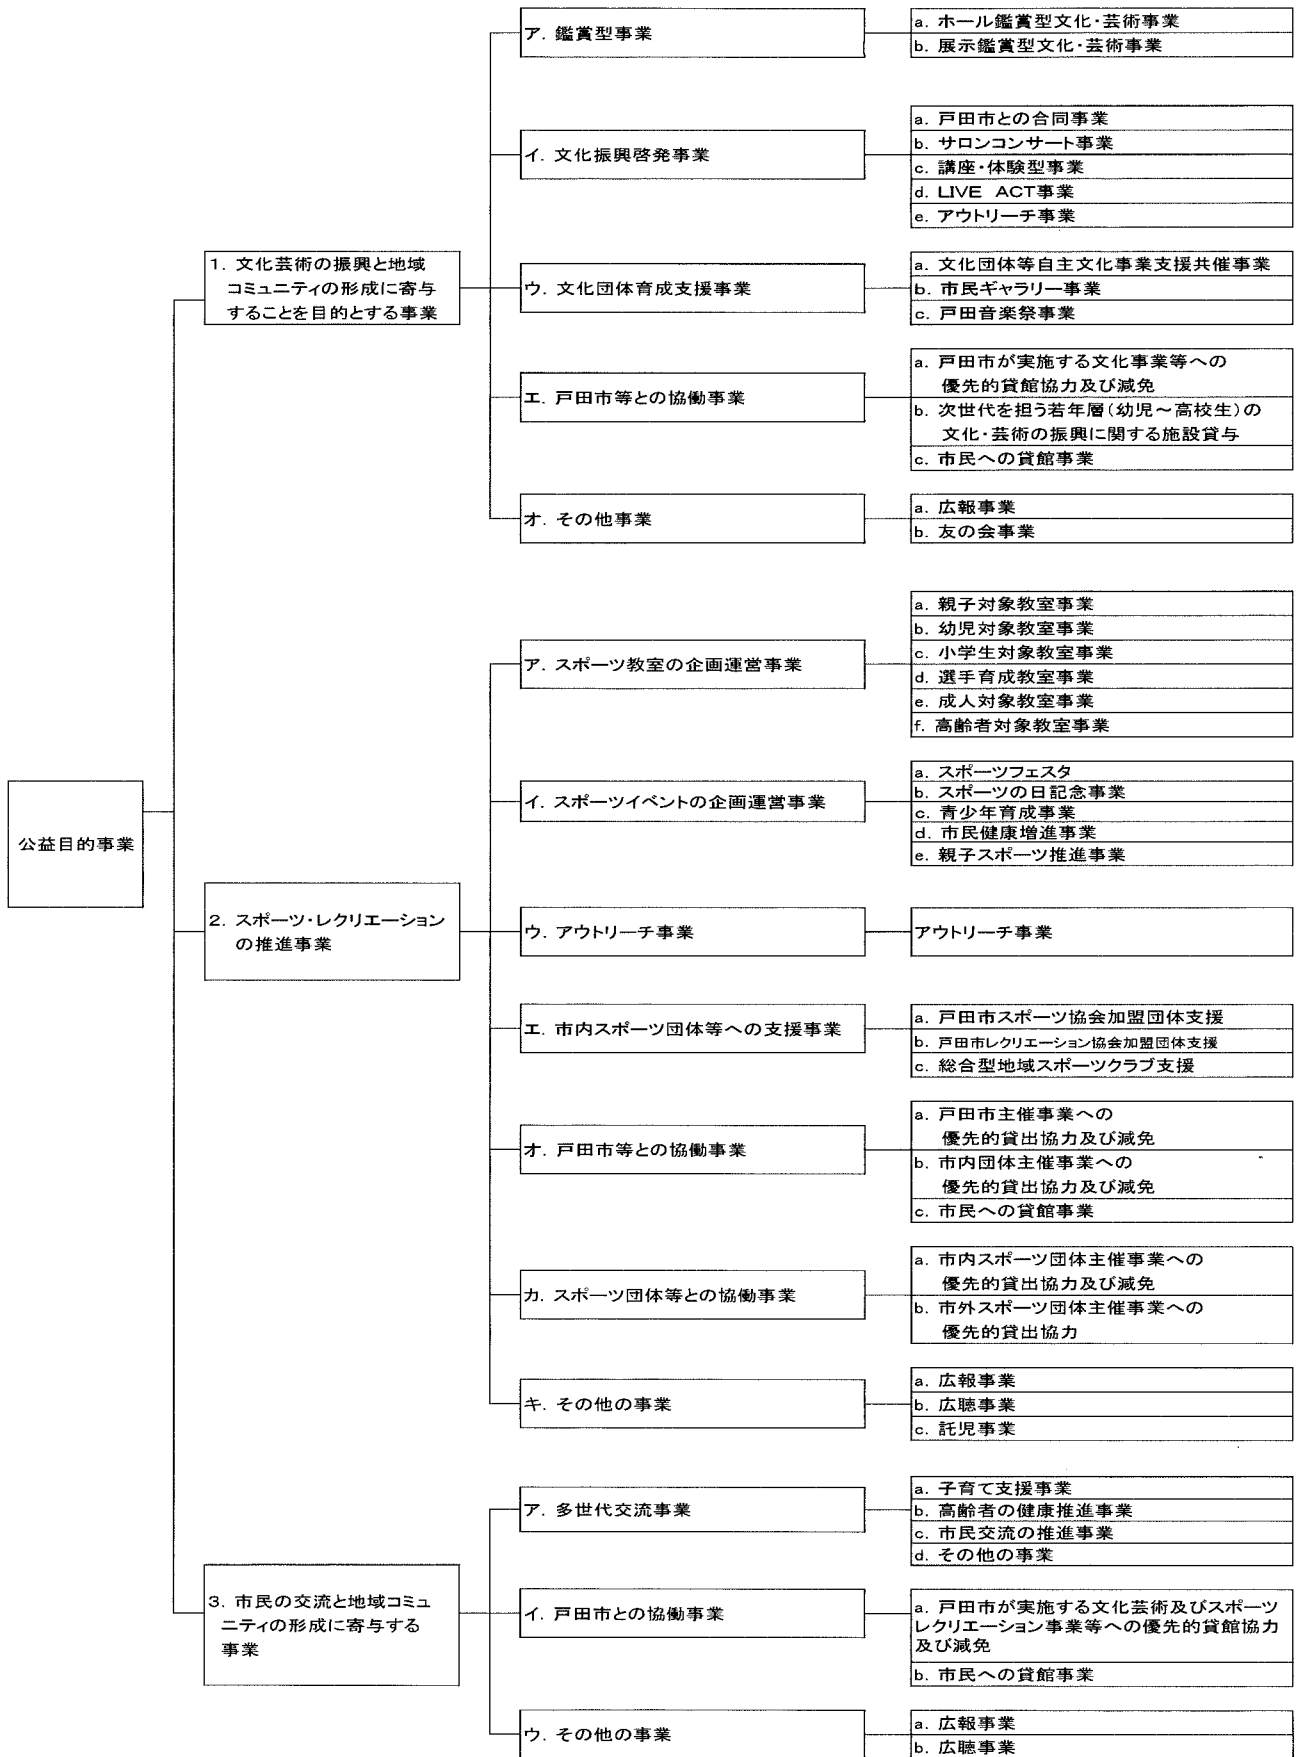 公益目的事業
1. 文化芸術の振興と地域
コミュニティの形成に寄与
することを目的とする事業
ア. 鑑賞型事業
a. ホール鑑賞型文化・芸術事業
b. 展示鑑賞型文化・芸術事業
イ. 文化振興啓発事業
a. 戸田市との合同事業
b. サロンコンサート事業
c. 講座・体験型事業
d. LIVE ACT事業
e. アウトリーチ事業
ウ. 文化団体育成支援事業
a. 文化団体等自主文化事業支援共催事業
b. 市民ギャラリー事業
c. 戸田音楽祭事業
エ. 戸田市等との協働事業
a. 戸田市が実施する文化事業等への
優先的貸館協力及び減免
b. 次世代を担う若年層(幼児～高校生)の
文化・芸術の振興に関する施設貸与
c. 市民への貸館事業
オ. その他事業
a. 広報事業
b. 友の会事業
2. スポーツ・レクリエーション
の推進事業
ア. スポーツ教室の企画運営事業
a. 親子対象教室事業
b. 幼児対象教室事業
c. 小学生対象教室事業
d. 選手育成教室事業
e. 成人対象教室事業
f. 高齢者対象教室事業
イ. スポーツイベントの企画運営事業
a. スポーツフェスタ
b. スポーツの日記念事業
c. 青少年育成事業
d. 市民健康増進事業
e. 親子スポーツ推進事業
ウ. アウトリーチ事業
アウトリーチ事業
エ. 市内スポーツ団体等への支援事業
a. 戸田市スポーツ協会加盟団体支援
b. 戸田市レクリエーション協会加盟団体支援
c. 総合型地域スポーツクラブ支援
オ. 戸田市等との協働事業
a. 戸田市主催事業への
優先的貸出協力及び減免
b. 市内団体主催事業への
優先的貸出協力及び減免
c. 市民への貸館事業
カ. スポーツ団体等との協働事業
a. 市内スポーツ団体主催事業への
優先的貸出協力及び減免
b. 市外スポーツ団体主催事業への
優先的貸出協力
キ. その他の事業
a. 広報事業
b. 広聴事業
c. 託児事業
3. 市民の交流と地域コミュ
ニティの形成に寄与する
事業
ア. 多世代交流事業
a. 子育て支援事業
b. 高齢者の健康推進事業
c. 市民交流の推進事業
d. その他の事業
イ. 戸田市との協働事業
a. 戸田市が実施する文化芸術及びスポーツ
レクリエーション事業等への優先的貸館協力
及び減免
b. 市民への貸館事業
ウ. その他の事業
a. 広報事業
b. 広聴事業